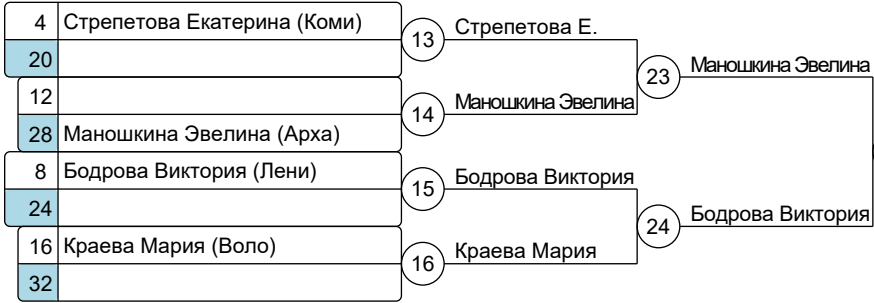 4 Стрепетова Екатерина (Коми)
20
13 Стрепетова Е.
12
28 Маношкина Эвелина (Арха)
14 Маношкина Эвелина
23 Маношкина Эвелина
8 Бодрова Виктория (Лени)
24
15 Бодрова Виктория
16 Краева Мария (Воло)
32
16 Краева Мария
24 Бодрова Виктория